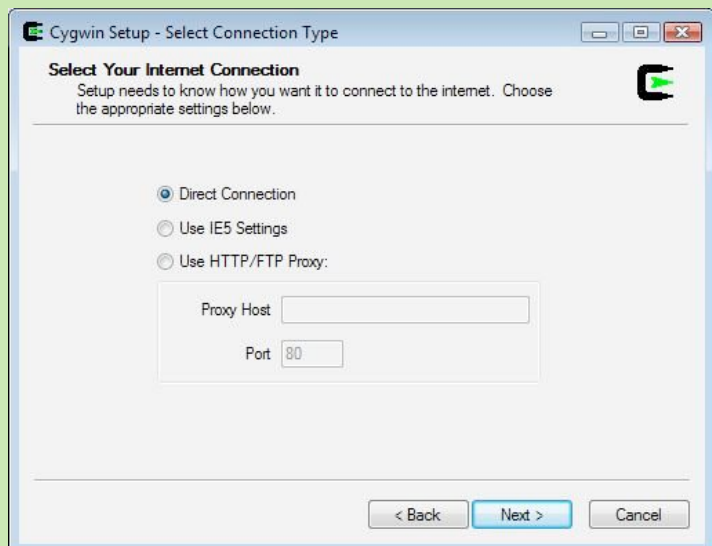 Cygwin Setup - Select Connection Type
Select Your Internet Connection
Setup needs to know how you want it to connect to the internet. Choose
the appropriate settings below.
Direct Connection
Use IE5 Settings
Use HTTP/FTP Proxy:
Proxy Host
Port 80
< Back Next > Cancel